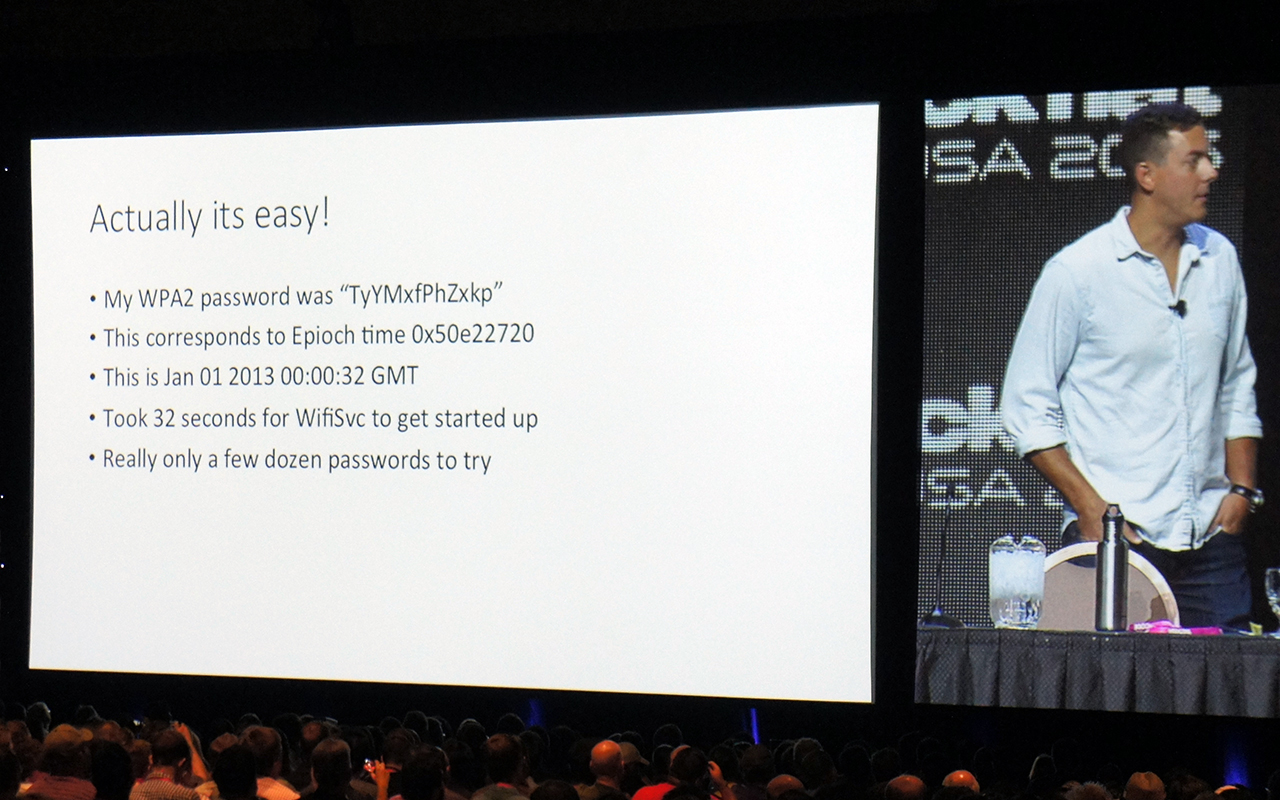 Actually its easy!
• My WPA2 password was “TyYMxfPhZxkp”
• This corresponds to Epioch time 0x50e22720
• This is Jan 01 2013 00:00:32 GMT
• Took 32 seconds for WifiSvc to get started up
• Really only a few dozen passwords to try